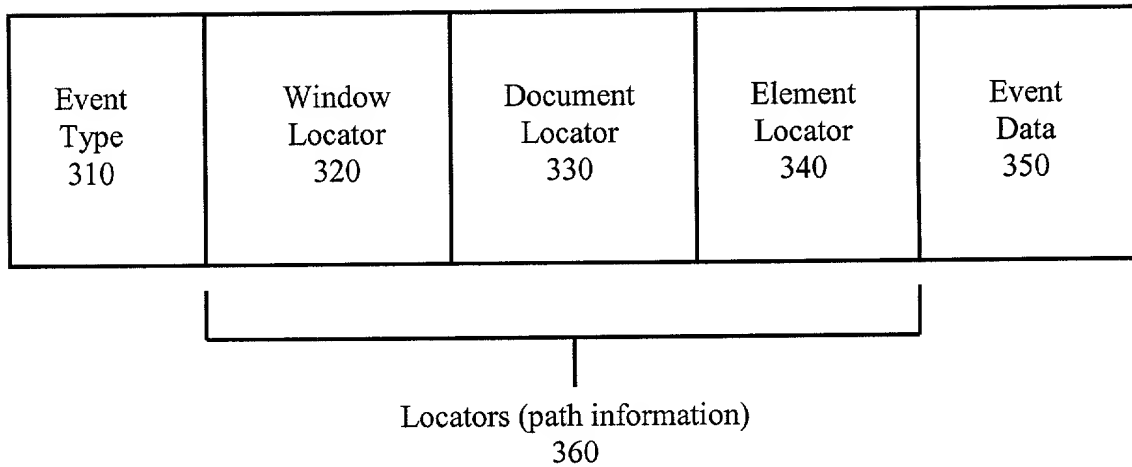 Event
Type
310
Window
Locator
320
Document
Locator
330
Element
Locator
340
Event
Data
350
Locators (path information)
360